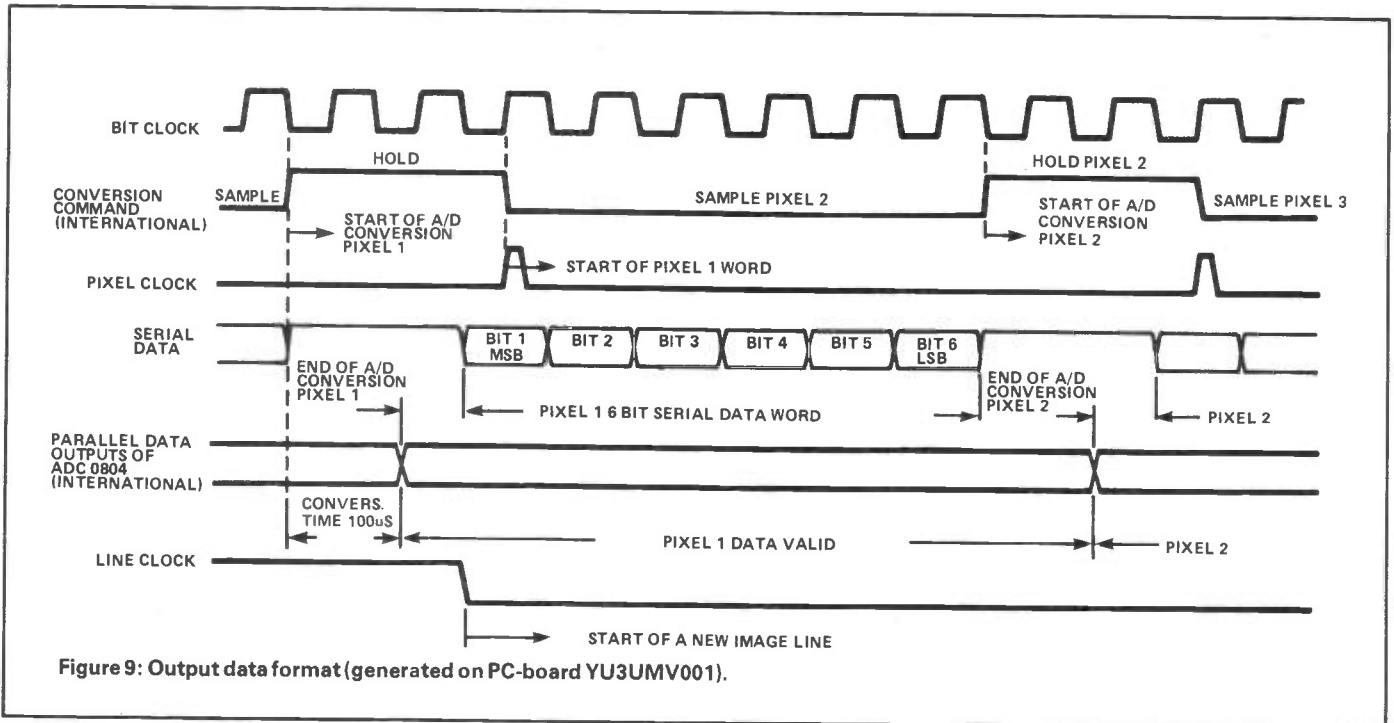 BIT CLOCK
HOLD
HOLD PIXEL 2
CONVERSION
COMMAND
(INTERNATIONAL)
SAMPLE
SAMPLE PIXEL 2
SAMPLE PIXEL 3
START OF A/D
CONVERSION
PIXEL 1
START OF A/D
CONVERSION
PIXEL 2
PIXEL CLOCK
START OF PIXEL 1 WORD
SERIAL
DATA
BIT 1
MSB
BIT 2
BIT 3
BIT 4
BIT 5
BIT 6
LSB
END OF A/D
CONVERSION
PIXEL 1
PIXEL 1 6 BIT SERIAL DATA WORD
END OF A/D
CONVERSION
PIXEL 2
PIXEL 2
PARALLEL DATA
OUTPUTS OF
ADC 0804
(INTERNATIONAL)
CONVERS.
TIME 100uS
PIXEL 1 DATA VALID
PIXEL 2
LINE CLOCK
START OF A NEW IMAGE LINE
Figure 9: Output data format (generated on PC-board YU3UMV001).